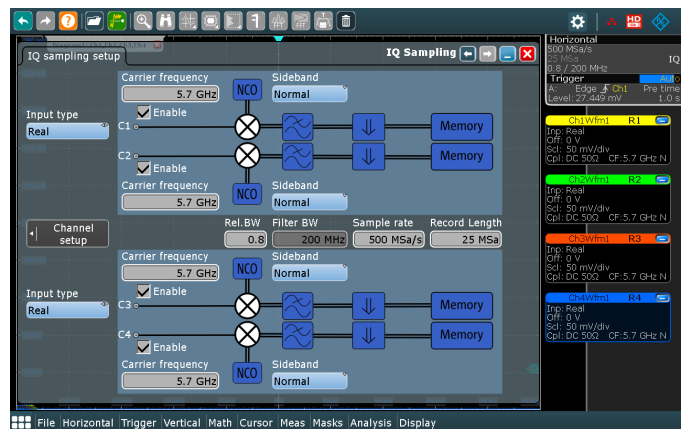 HD
IQ Sampling
IQ sampling setup
Carrier frequency
5.7 GHz
NCO
Sideband
Normal
Enable
Input type
Real
C1
Memory
C2
Memory
Enable
Carrier frequency
5.7 GHz
NCO
Sideband
Normal
Channel
setup
Rel.BW
Filter BW
Sample rate
Record Length
0.8
200 MHz
500 MSa/s
25 MSa
Carrier frequency
5.7 GHz
NCO
Sideband
Normal
Enable
Input type
Real
C3
Memory
C4
Memory
Enable
Carrier frequency
5.7 GHz
NCO
Sideband
Normal
Horizontal
500 MSa/s
25 MSa IQ
0.8 / 200 MHz
Trigger Auto
A: Edge Ch1 Pre time
Level: 27.449 mV 1.0 s
Ch1Wfm1 R1
Inp: Real
Off: 0 V
Scl: 50 mV/div
Cpl: DC 50Ω CF:5.7 GHz N
Ch2Wfm1 R2
Inp: Real
Off: 0 V
Scl: 50 mV/div
Cpl: DC 50Ω CF:5.7 GHz N
Ch3Wfm1 R3
Inp: Real
Off: 0 V
Scl: 50 mV/div
Cpl: DC 50Ω CF:5.7 GHz N
Ch4Wfm1 R4
Inp: Real
Off: 0 V
Scl: 50 mV/div
Cpl: DC 50Ω CF:5.7 GHz N
File Horizontal Trigger Vertical Math Cursor Meas Masks Analysis Display